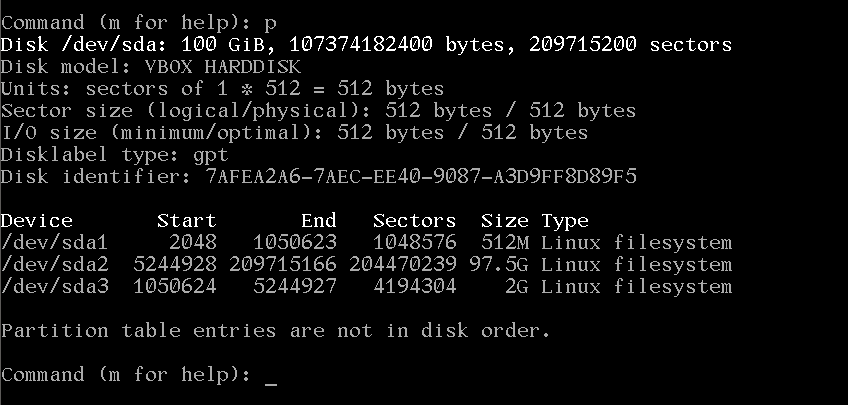 Command (m for help): p
Disk /dev/sda: 100 GiB, 107374182400 bytes, 209715200 sectors
Disk model: VBOX HARDDISK
Units: sectors of 1 * 512 = 512 bytes
Sector size (logical/physical): 512 bytes / 512 bytes
I/O size (minimum/optimal): 512 bytes / 512 bytes
Disklabel type: gpt
Disk identifier: 7AFEA2A6-7AEC-EE40-9087-A3D9FF8D89F5
Device       Start       End   Sectors  Size Type
/dev/sda1     2048   1050623   1048576  512M Linux filesystem
/dev/sda2  5244928 209715166 204470239 97.5G Linux filesystem
/dev/sda3  1050624   5244927   4194304    2G Linux filesystem
Partition table entries are not in disk order.
Command (m for help): _